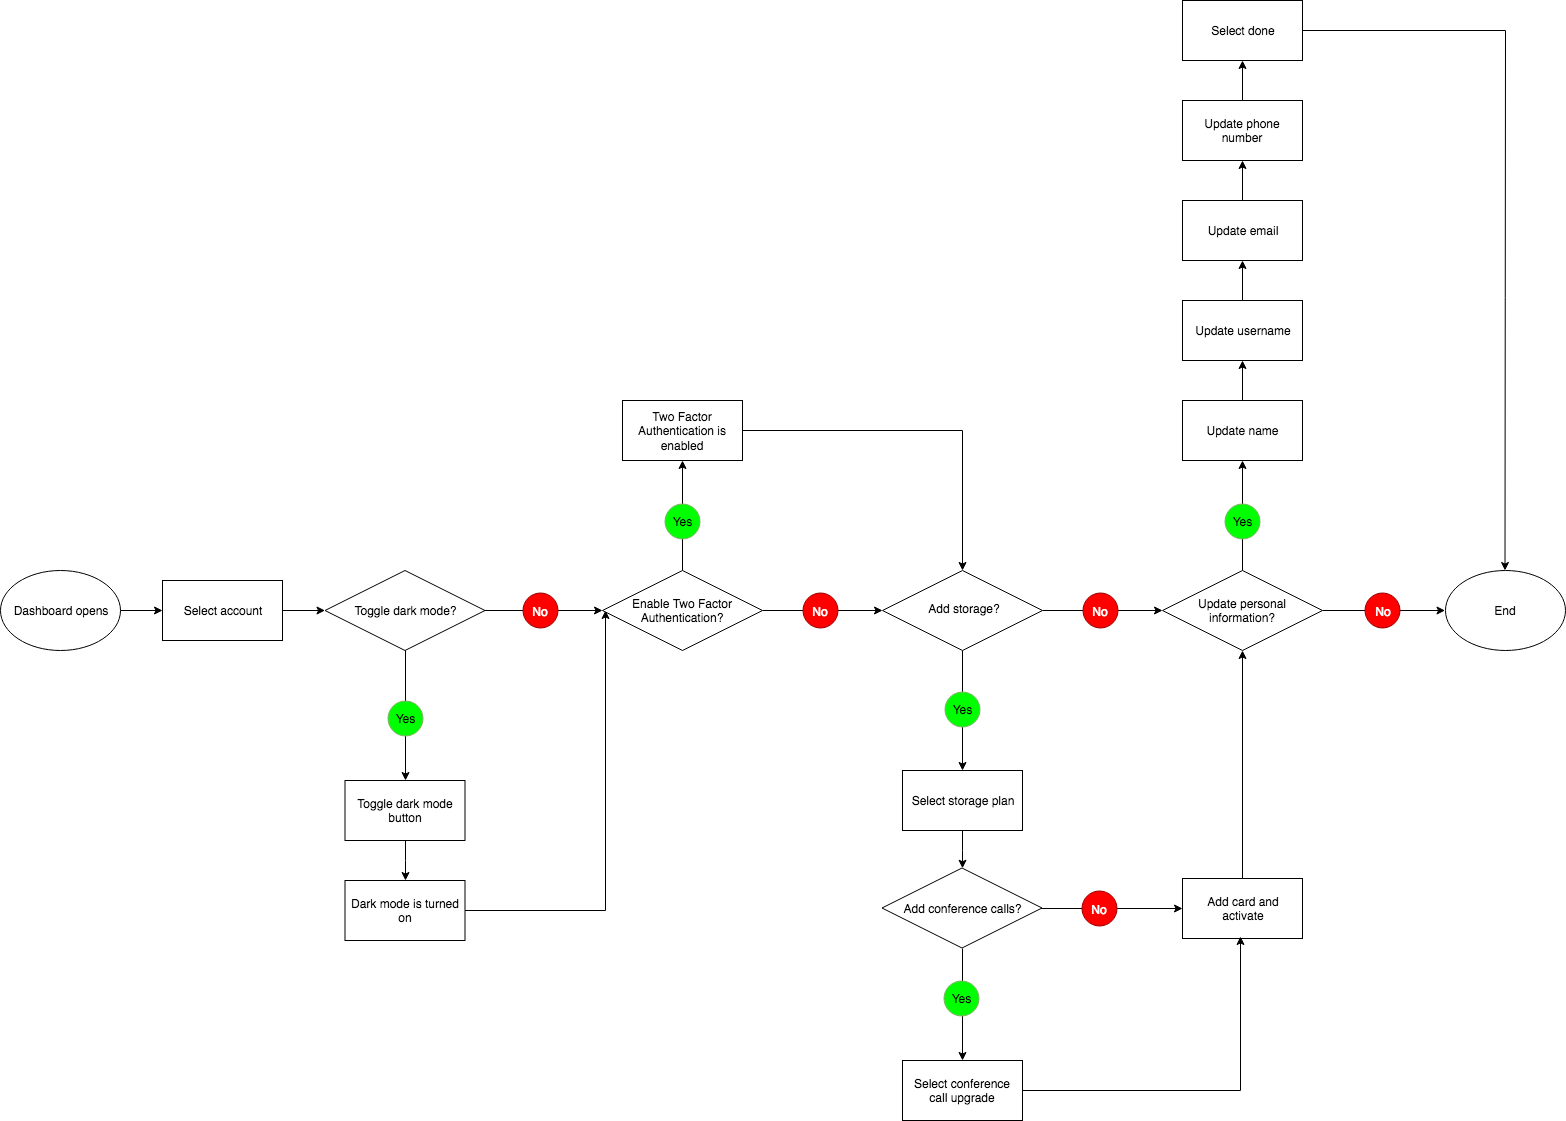 Select done
Update phone
number
Update email
Update username
Two Factor
Authentication is
enabled
Update name
Yes
Yes
Dashboard opens
Select account
Toggle dark mode?
No
Enable Two Factor
Authentication?
No
Add storage?
No
Update personal
information?
No
End
Yes
Yes
Toggle dark mode
button
Select storage plan
Dark mode is turned
on
Add conference calls?
No
Add card and
activate
Yes
Select conference
call upgrade